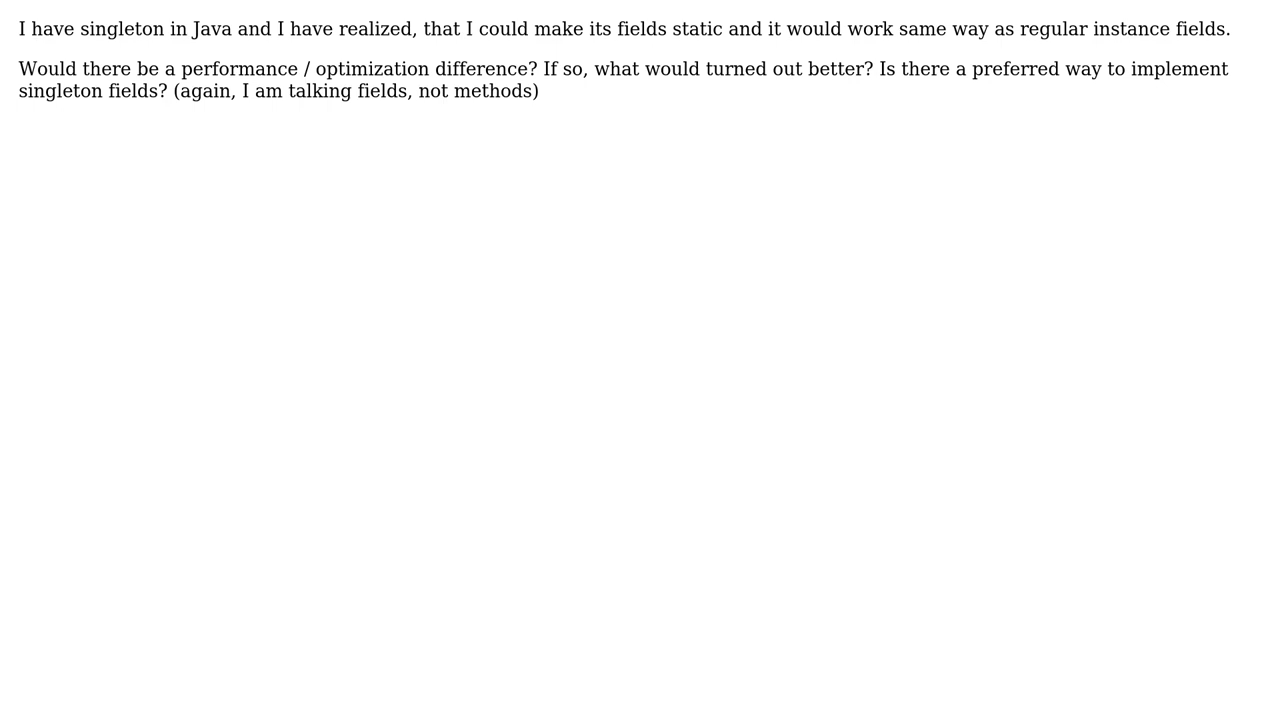 I have singleton in Java and I have realized, that I could make its fields static and it would work same way as regular instance fields.
Would there be a performance / optimization difference? If so, what would turned out better? Is there a preferred way to implement
singleton fields? (again, I am talking fields, not methods)